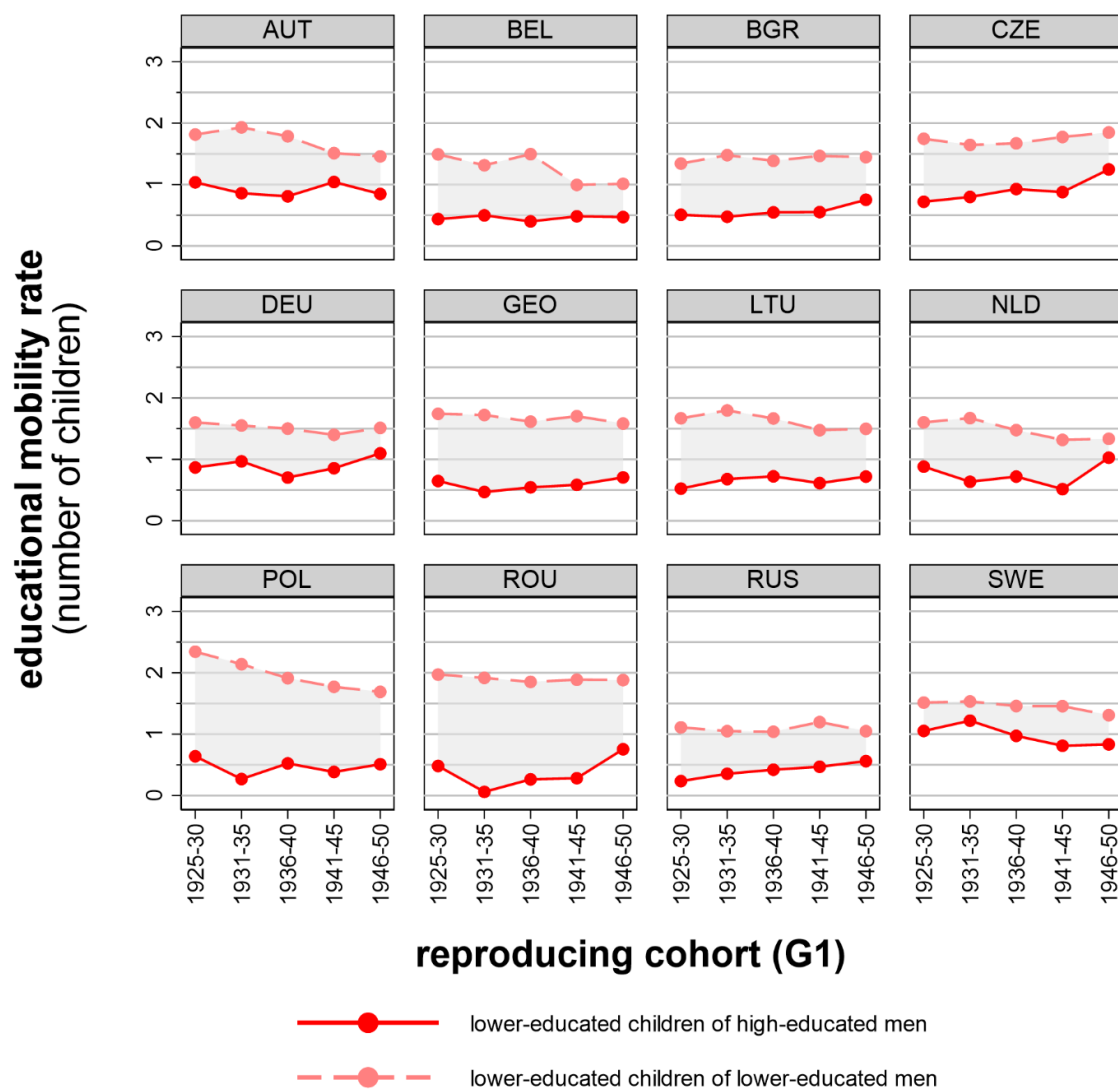 AUT
BEL
BGR
CZE
3
2
1
0
DEU
GEO
LTU
NLD
3
2
1
0
POL
ROU
RUS
SWE
3
2
1
0
educational mobility rate
(number of children)
1925-30
1931-35
1936-40
1941-45
1946-50
1925-30
1931-35
1936-40
1941-45
1946-50
1925-30
1931-35
1936-40
1941-45
1946-50
1925-30
1931-35
1936-40
1941-45
1946-50
reproducing cohort (G1)
lower-educated children of high-educated men
lower-educated children of lower-educated men